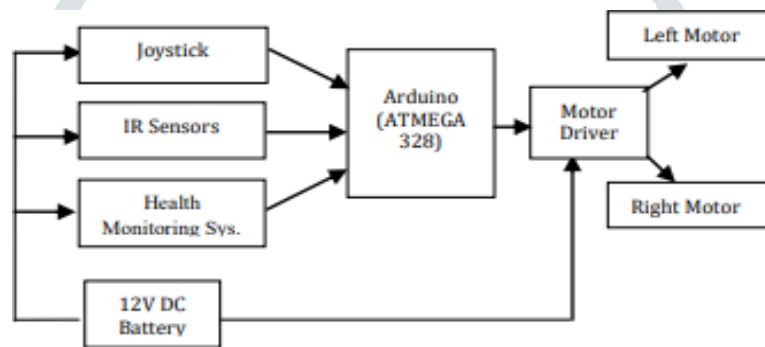 Joystick
IR Sensors
Health
Monitoring Sys.
12V DC
Battery
Arduino
(ATMEGA
328)
Motor
Driver
Left Motor
Right Motor